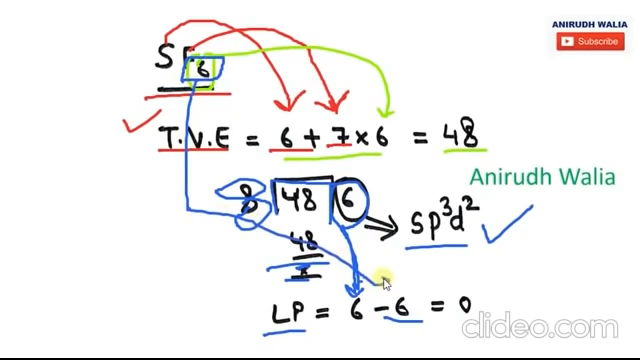 ANIRUDH WALIA
Subscribe
SF6
T.V.E = 6 + 7 × 6 = 48
Anirudh Walia
8 48 6
48
sp³d²
LP = 6 - 6 = 0
clideo.com